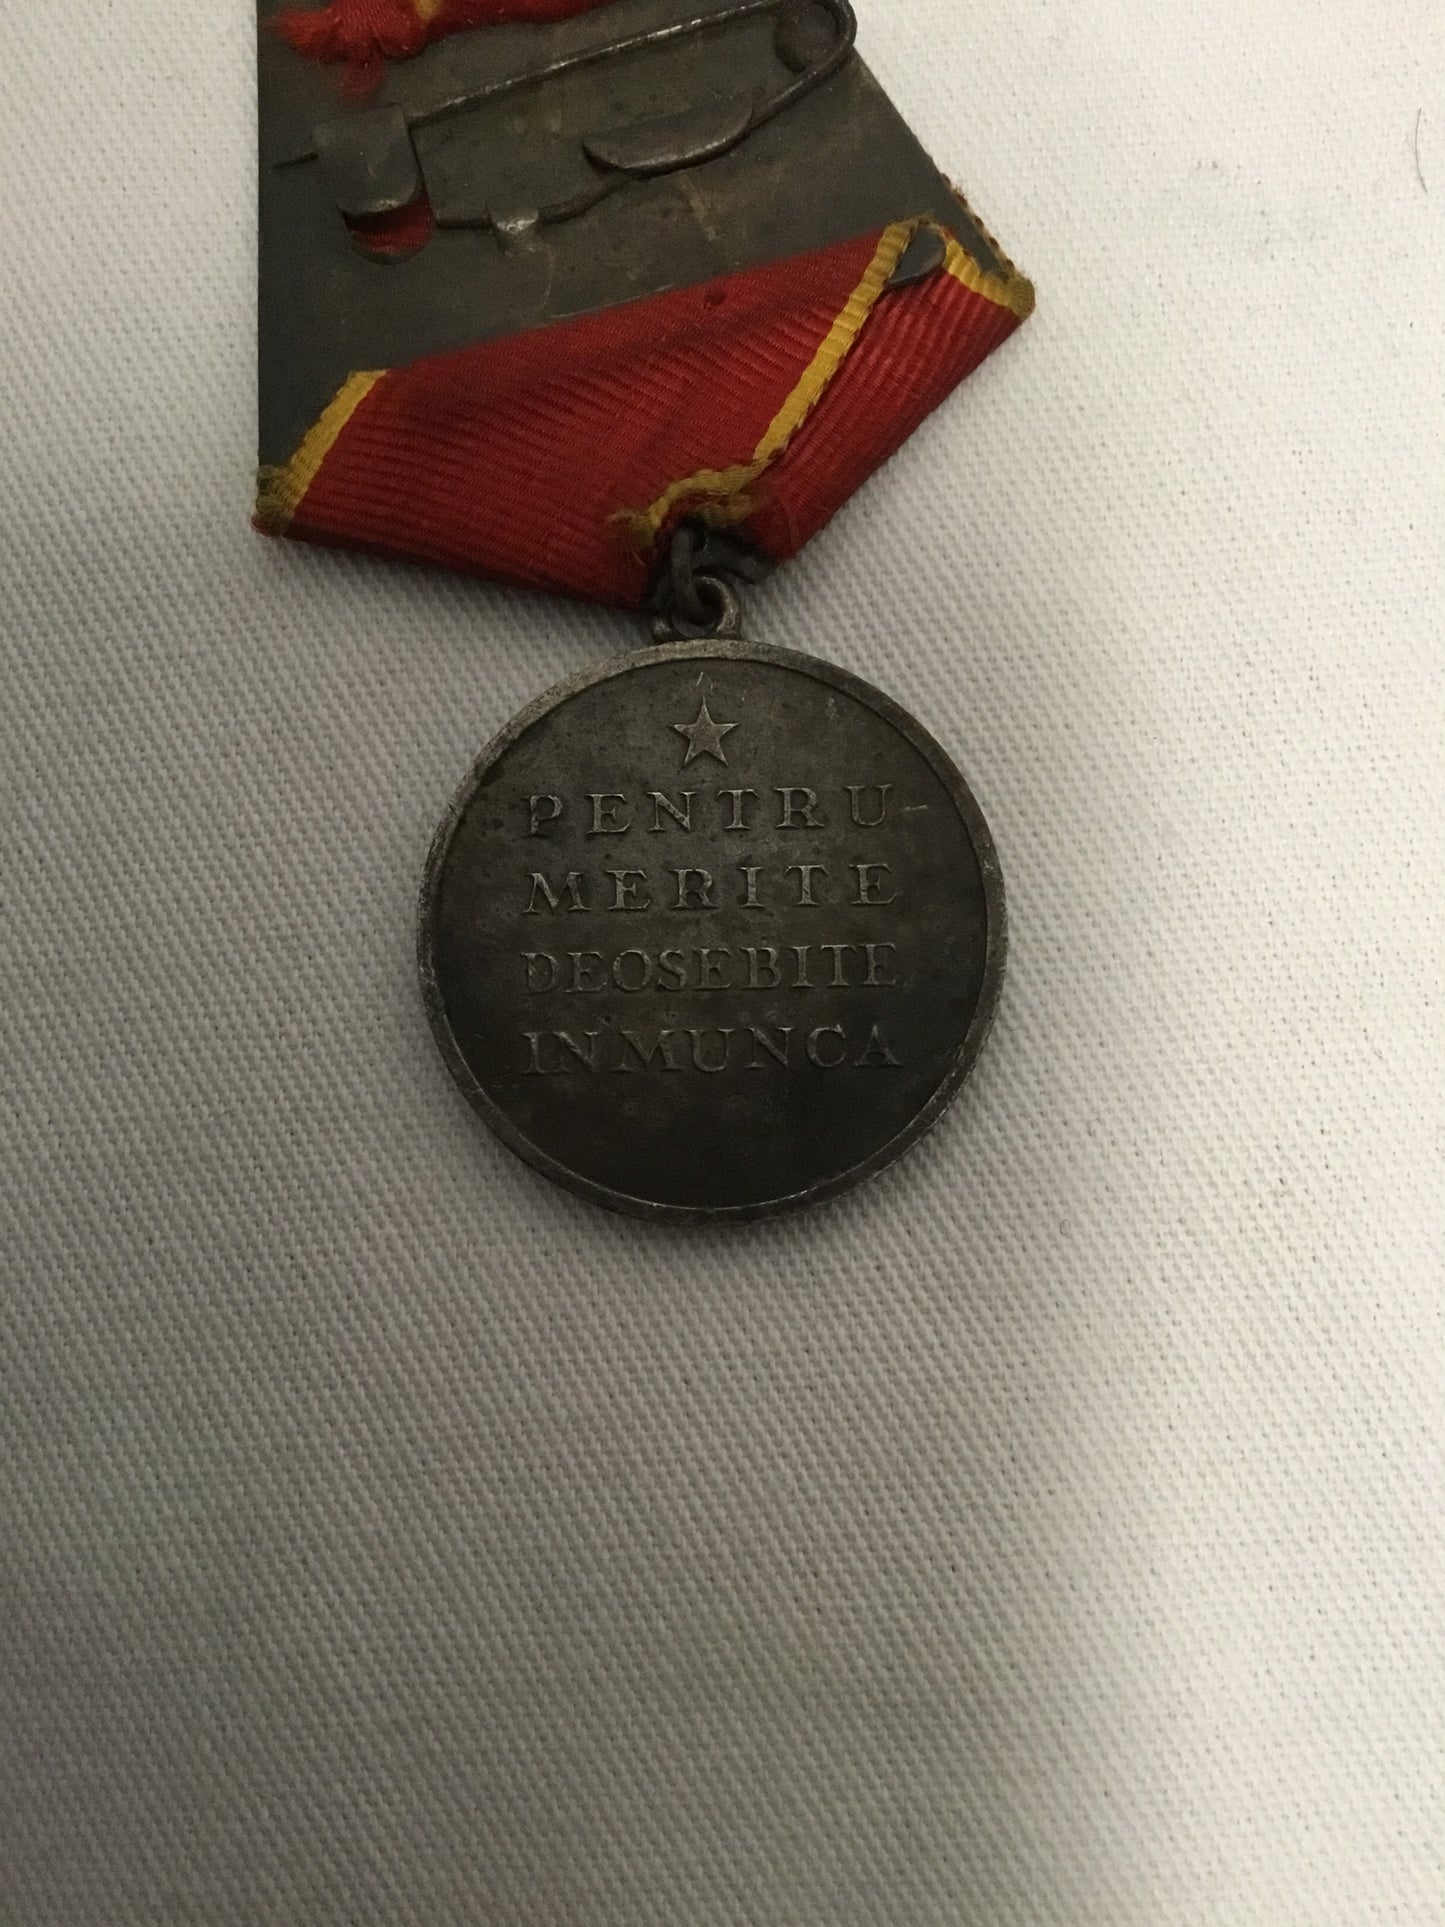 PENTRU
MERITE
DEOSEBITE
IN MUNCA